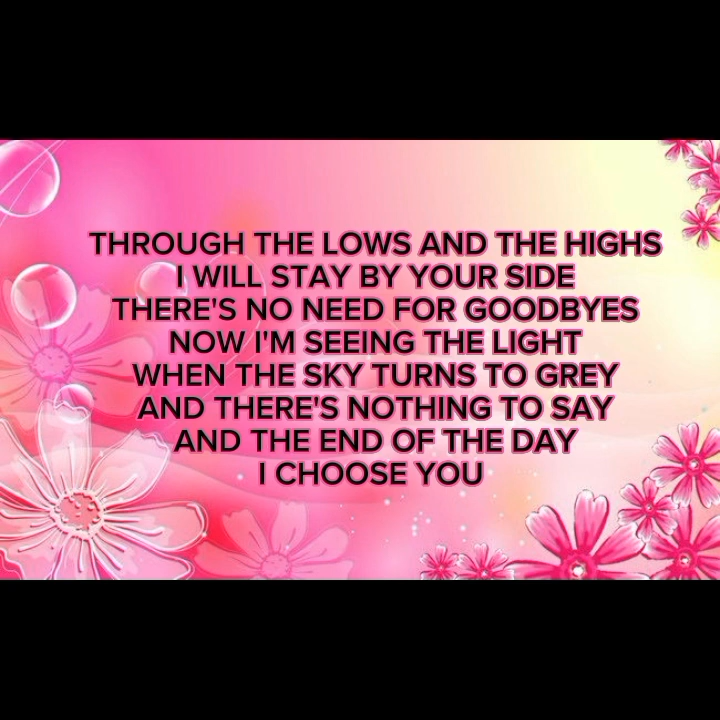 THROUGH THE LOWS AND THE HIGHS
I WILL STAY BY YOUR SIDE
THERE'S NO NEED FOR GOODBYES
NOW I'M SEEING THE LIGHT
WHEN THE SKY TURNS TO GREY
AND THERE'S NOTHING TO SAY
AND THE END OF THE DAY
I CHOOSE YOU